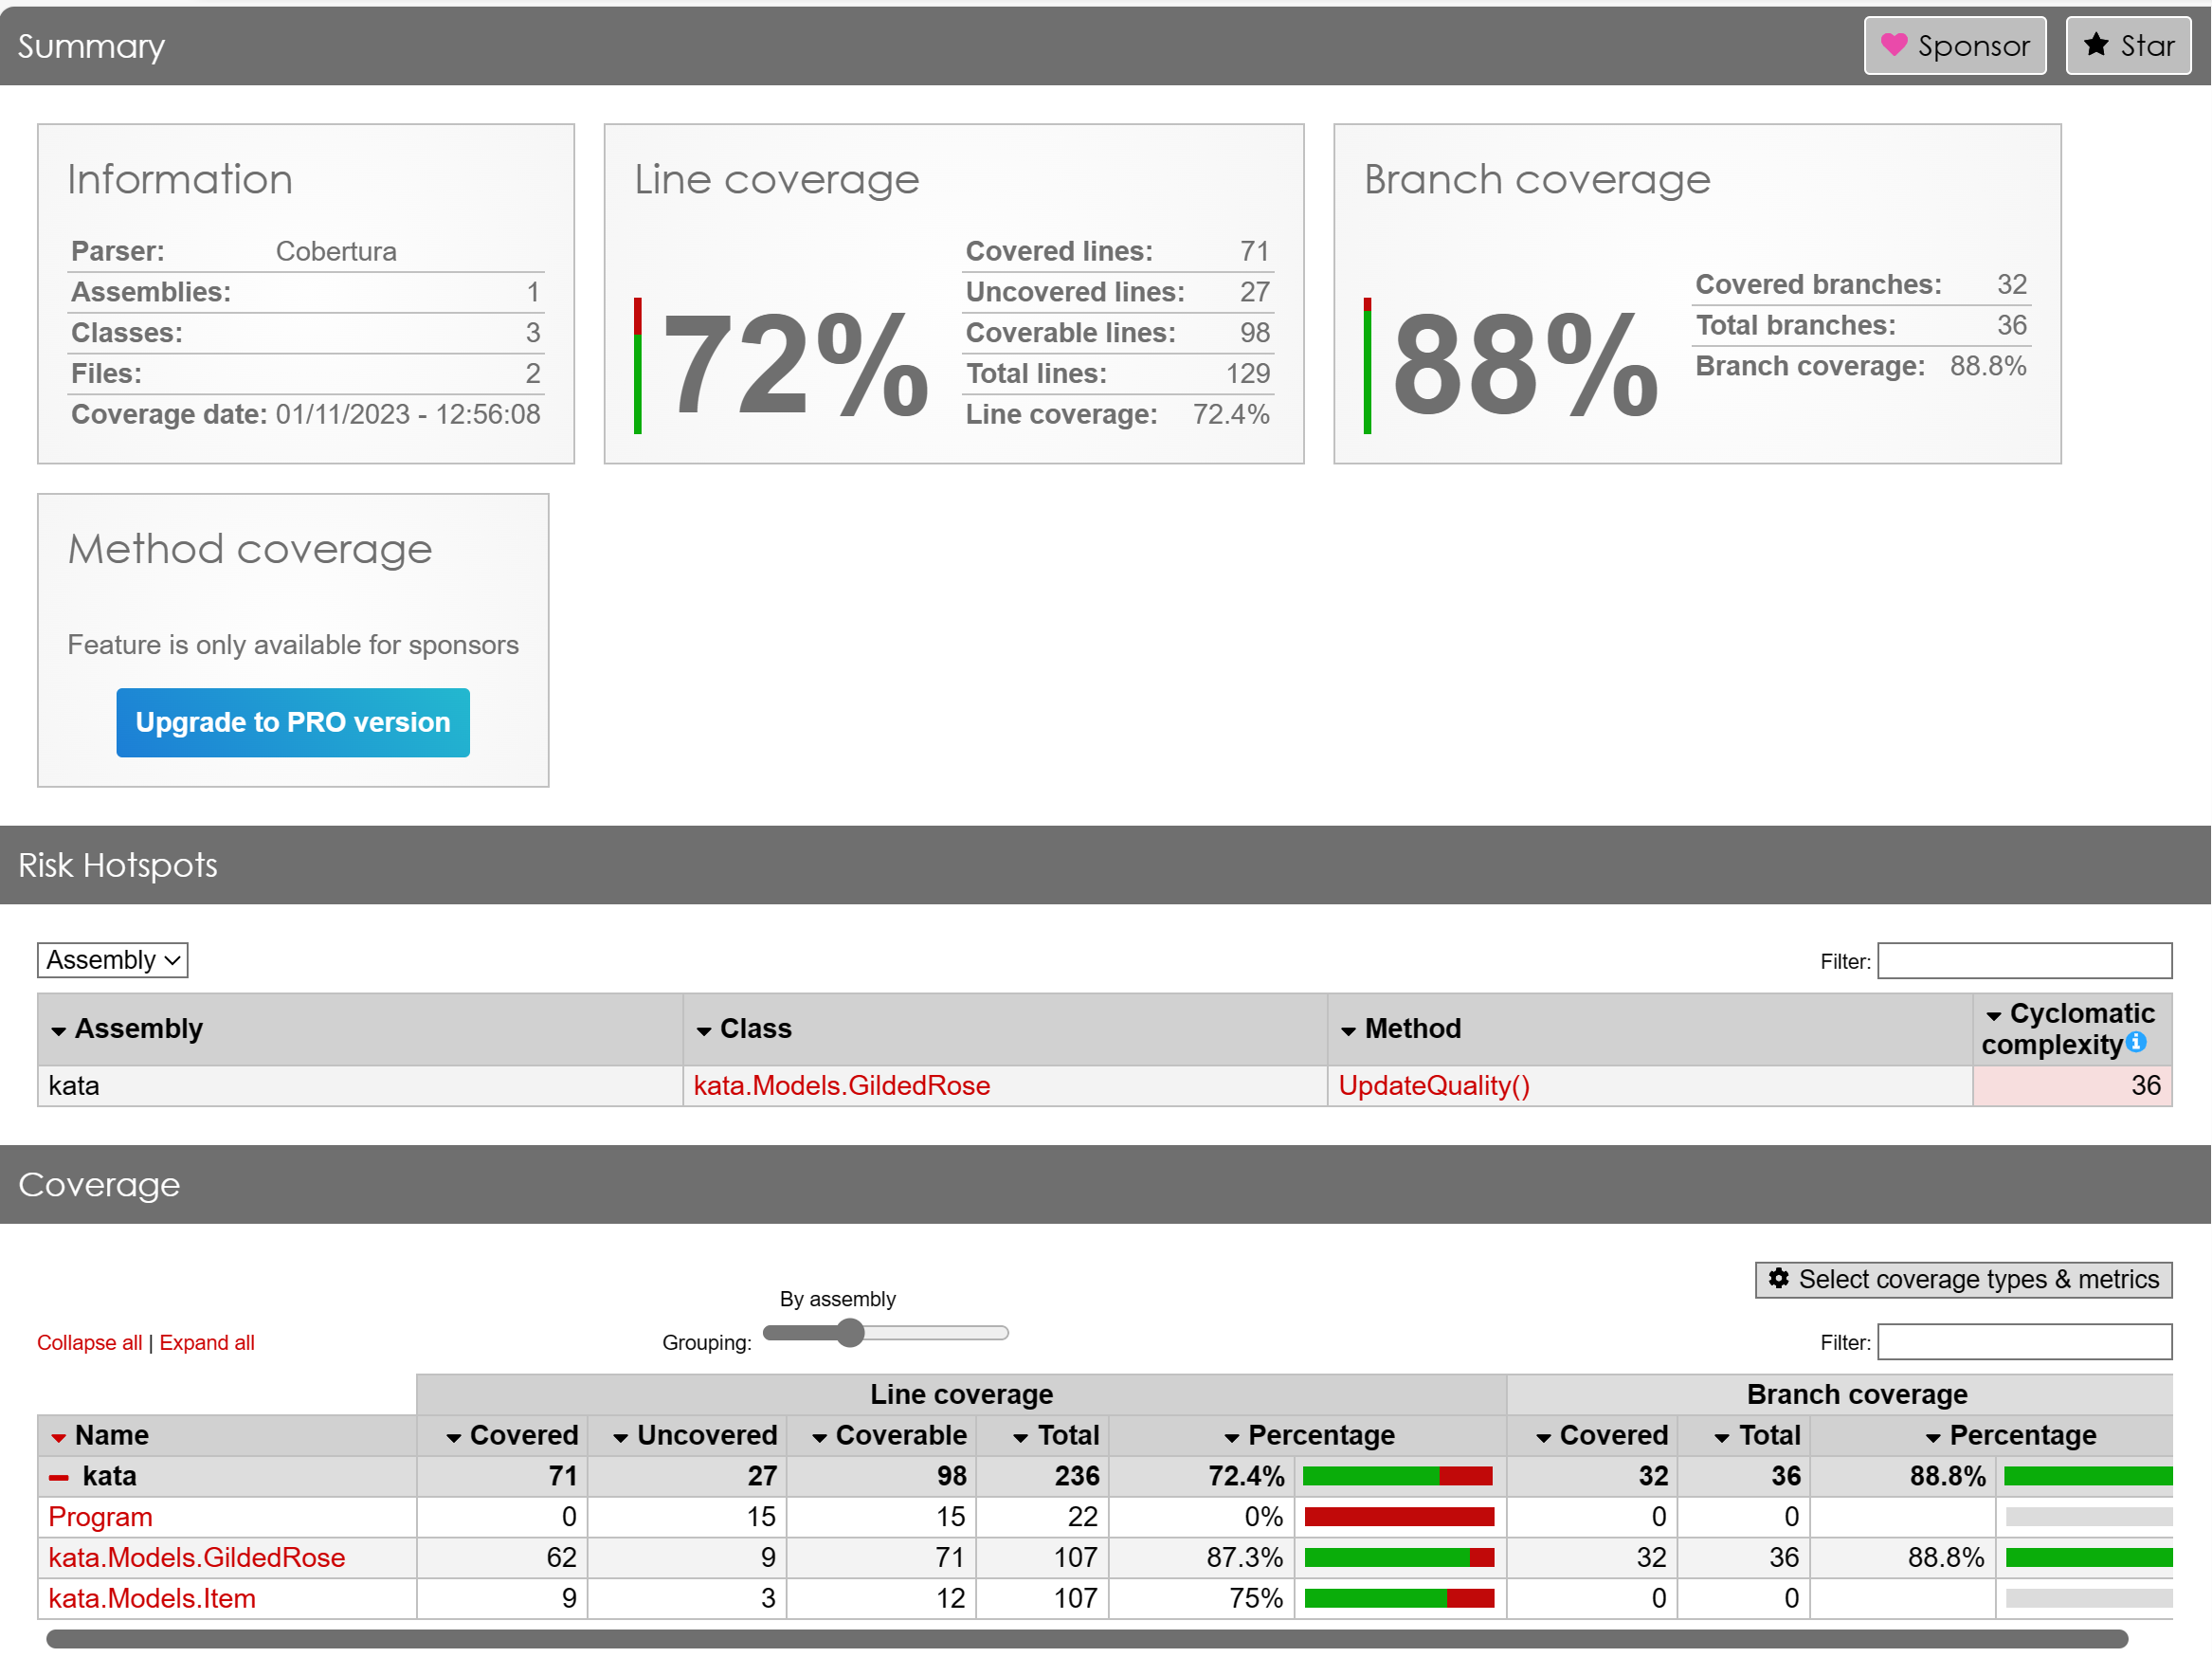 Summary
Sponsor
Star
Information
Parser: Cobertura
Assemblies: 1
Classes: 3
Files: 2
Coverage date: 01/11/2023 - 12:56:08
Line coverage
72%
Covered lines: 71
Uncovered lines: 27
Coverable lines: 98
Total lines: 129
Line coverage: 72.4%
Branch coverage
88%
Covered branches: 32
Total branches: 36
Branch coverage: 88.8%
Method coverage
Feature is only available for sponsors
Upgrade to PRO version
Risk Hotspots
Assembly
Filter:
Assembly Class Method Cyclomatic complexity
kata kata.Models.GildedRose UpdateQuality() 36
Coverage
Select coverage types & metrics
By assembly
Collapse all | Expand all
Grouping:
Filter:
Line coverage Branch coverage
Name Covered Uncovered Coverable Total Percentage Covered Total Percentage
kata 71 27 98 236 72.4% 32 36 88.8%
Program 0 15 15 22 0% 0 0
kata.Models.GildedRose 62 9 71 107 87.3% 32 36 88.8%
kata.Models.Item 9 3 12 107 75% 0 0